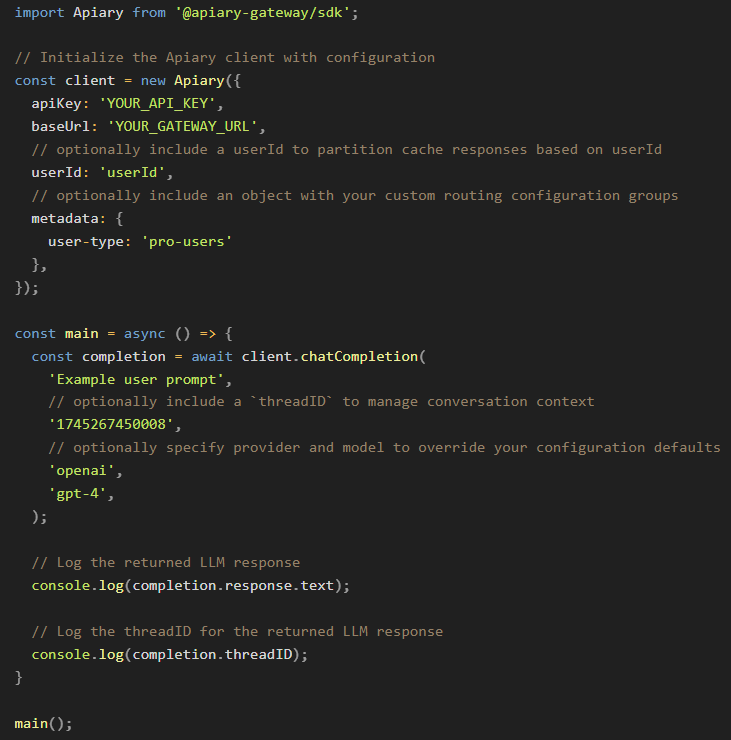 import Apiary from '@apiary-gateway/sdk';

// Initialize the Apiary client with configuration
const client = new Apiary({
  apiKey: 'YOUR_API_KEY',
  baseUrl: 'YOUR_GATEWAY_URL',
  // optionally include a userId to partition cache responses based on userId
  userId: 'userId',
  // optionally include an object with your custom routing configuration groups
  metadata: {
    user-type: 'pro-users'
  },
});

const main = async () => {
  const completion = await client.chatCompletion(
    'Example user prompt',
    // optionally include a `threadID` to manage conversation context
    '1745267450008',
    // optionally specify provider and model to override your configuration defaults
    'openai',
    'gpt-4',
  );

  // Log the returned LLM response
  console.log(completion.response.text);

  // Log the threadID for the returned LLM response
  console.log(completion.threadID);
}

main();